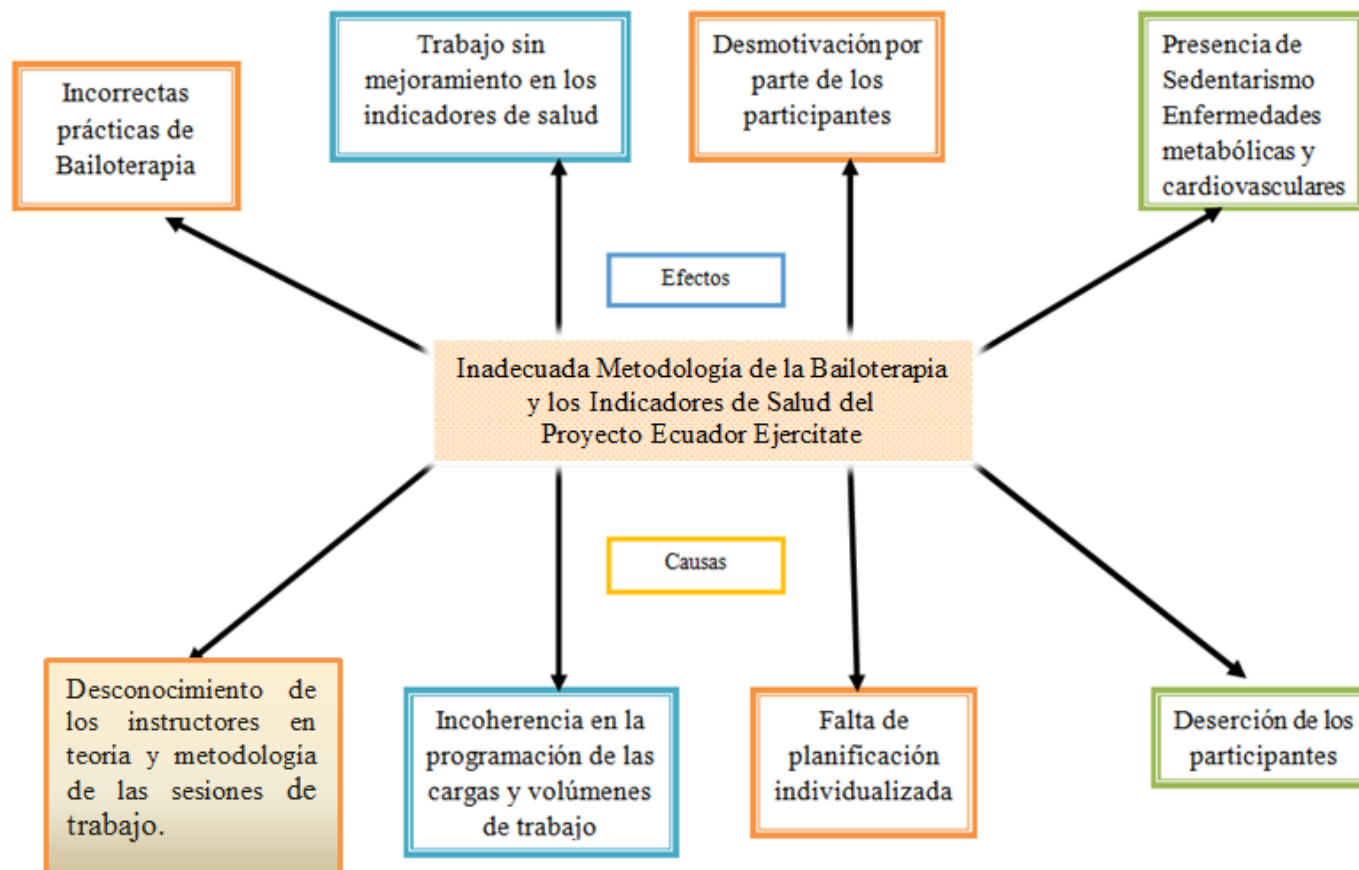 Incorrectas
prácticas de
Bailoterapia
Trabajo sin
mejoramiento en los
indicadores de salud
Desmotivación por
parte de los
participantes
Presencia de
Sedentarismo
Enfermedades
metabólicas y
cardiovasculares
Efectos
Inadecuada Metodología de la Bailoterapia
y los Indicadores de Salud del
Proyecto Ecuador Ejercítate
Causas
Desconocimiento de
los instructores en
teoría y metodología
de las sesiones de
trabajo.
Incoherencia en la
programación de las
cargas y volúmenes
de trabajo
Falta de
planificación
individualizada
Deserción de los
participantes